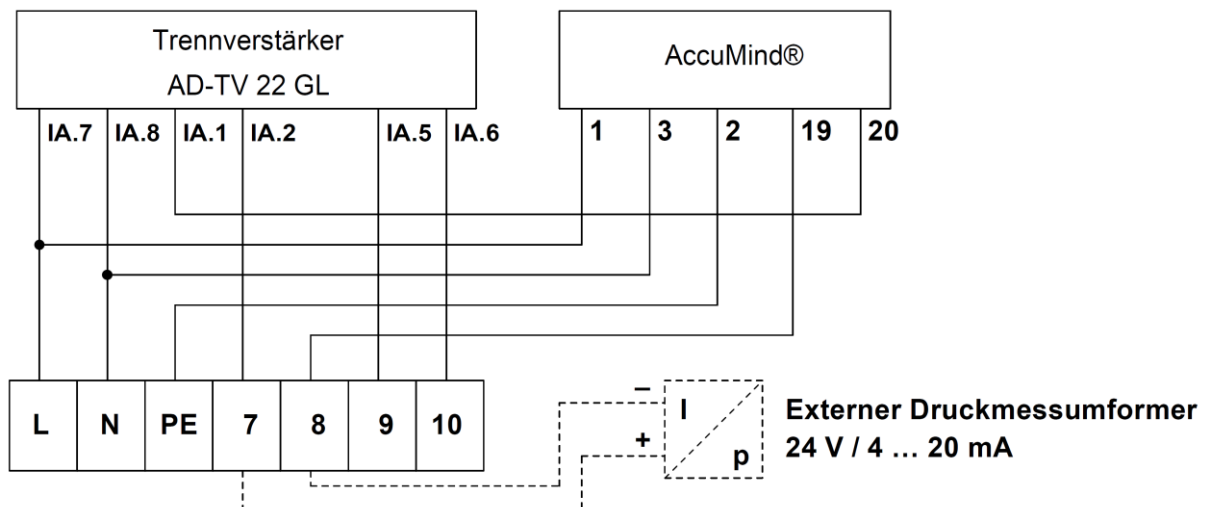 Trennverstärker
AD-TV 22 GL
AccuMind®
IA.7 IA.8 IA.1 IA.2 IA.5 IA.6
1 3 2 19 20
L N PE 7 8 9 10
–
+
I
p
Externer Druckmessumformer
24 V / 4 … 20 mA